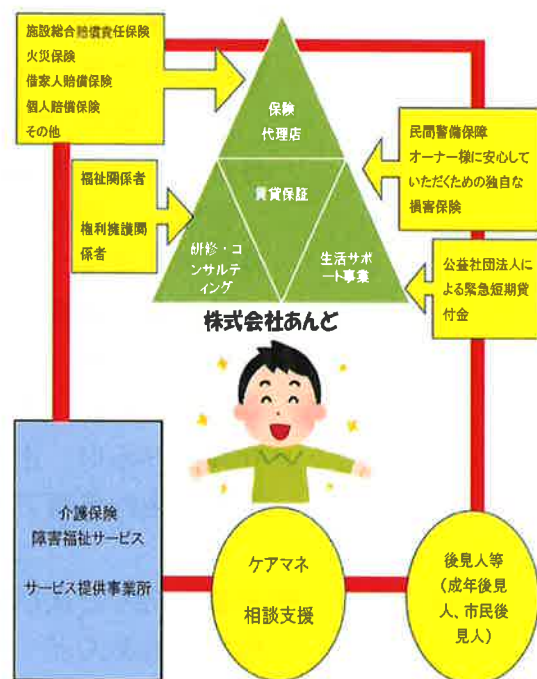 施設総合賠償責任保険
火災保険
借家人賠償保険
個人賠償保険
その他
保険
代理店
民間警備保障
オーナー様に安心して
いただくための独自な
損害保険
福祉関係者
権利擁護関
係者
賃貸保証
研修・コ
ンサルティ
ング
生活サポ
ート事業
公益社団法人
による緊急短期貸
付金
株式会社あんど
介護保険
障害福祉サービス
サービス提供事業所
ケアマネ
相談支援
後見人等
(成年後見
人、市民後
見人)